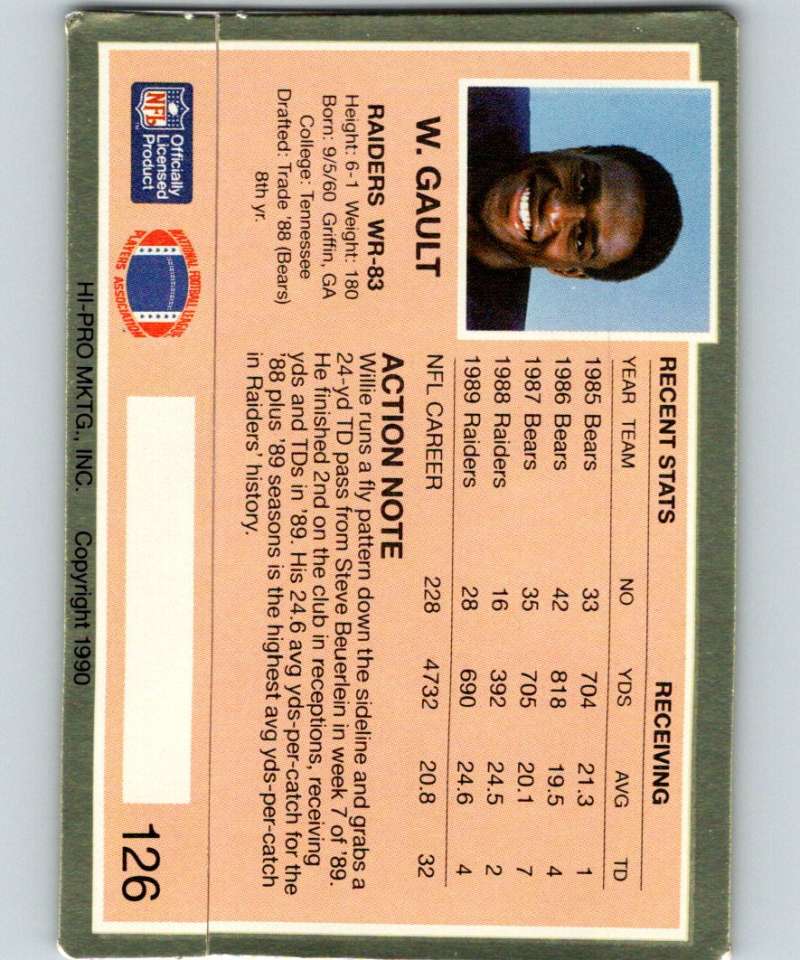 W. GAULT
RAIDERS WR-83
Height: 6-1 Weight: 180
Born: 9/5/60 Griffin, GA
College: Tennessee
Drafted: Trade '88 (Bears)
8th yr.
RECENT STATS RECEIVING
YEAR TEAM NO YDS AVG TD
1985 Bears 33 704 21.3 1
1986 Bears 42 818 19.5 4
1987 Bears 35 705 20.1 7
1988 Raiders 16 392 24.5 2
1989 Raiders 28 690 24.6 4
NFL CAREER 228 4732 20.8 32
ACTION NOTE
Willie runs a fly pattern down the sideline and grabs a
24-yd TD pass from Steve Beuerlein in week 7 of '89.
He finished 2nd on the club in receptions, receiving
yds and TDs in '89. His 24.6 avg yds-per-catch for the
'88 plus '89 seasons is the highest avg yds-per-catch
in Raiders' history.
NFL
TM
Officially
Licensed
Product
NATIONAL FOOTBALL LEAGUE
PLAYERS ASSOCIATION
126
HI-PRO MKTG., INC. Copyright 1990